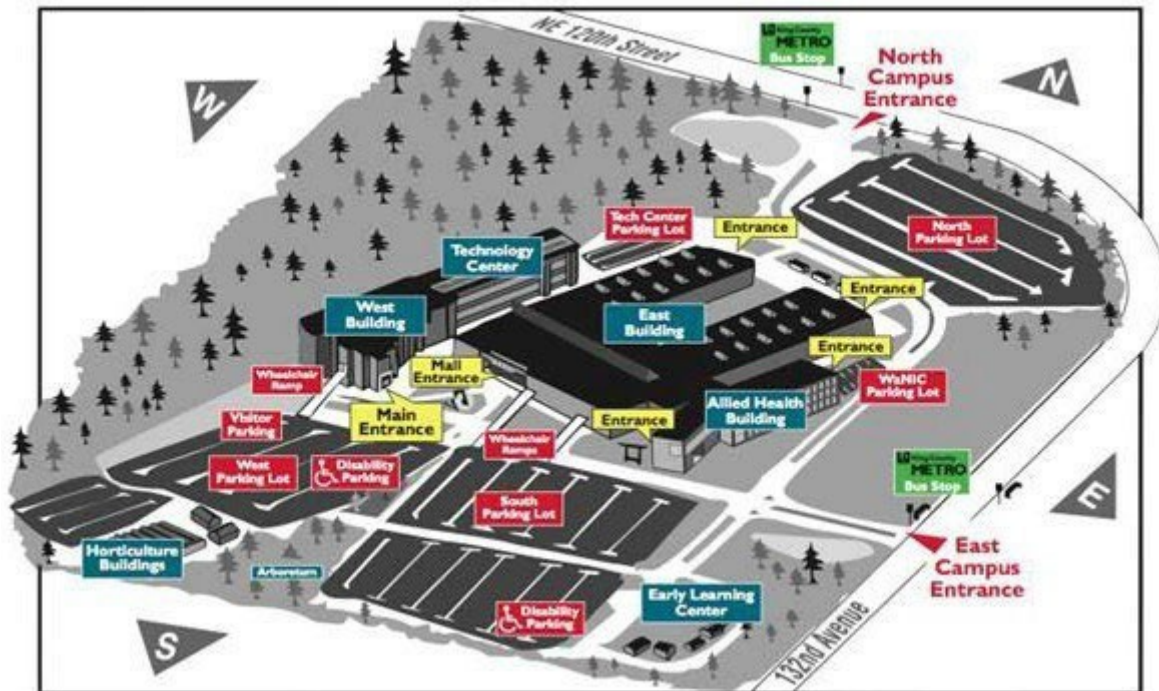 NE 120th Street
King County
METRO
Bus Stop
North
Campus
Entrance
W
N
Tech Center
Parking Lot
Entrance
North
Parking Lot
Technology
Center
West
Building
East
Building
Entrance
Entrance
Mall
Entrance
Wheelchair
Ramp
WaNIC
Parking Lot
Allied Health
Building
Main
Entrance
Entrance
Visitor
Parking
Wheelchair
Ramps
West
Parking Lot
Disability
Parking
King County
METRO
Bus Stop
E
South
Parking Lot
Horticulture
Buildings
Arboretum
East
Campus
Entrance
Early Learning
Center
Disability
Parking
132nd Avenue
S